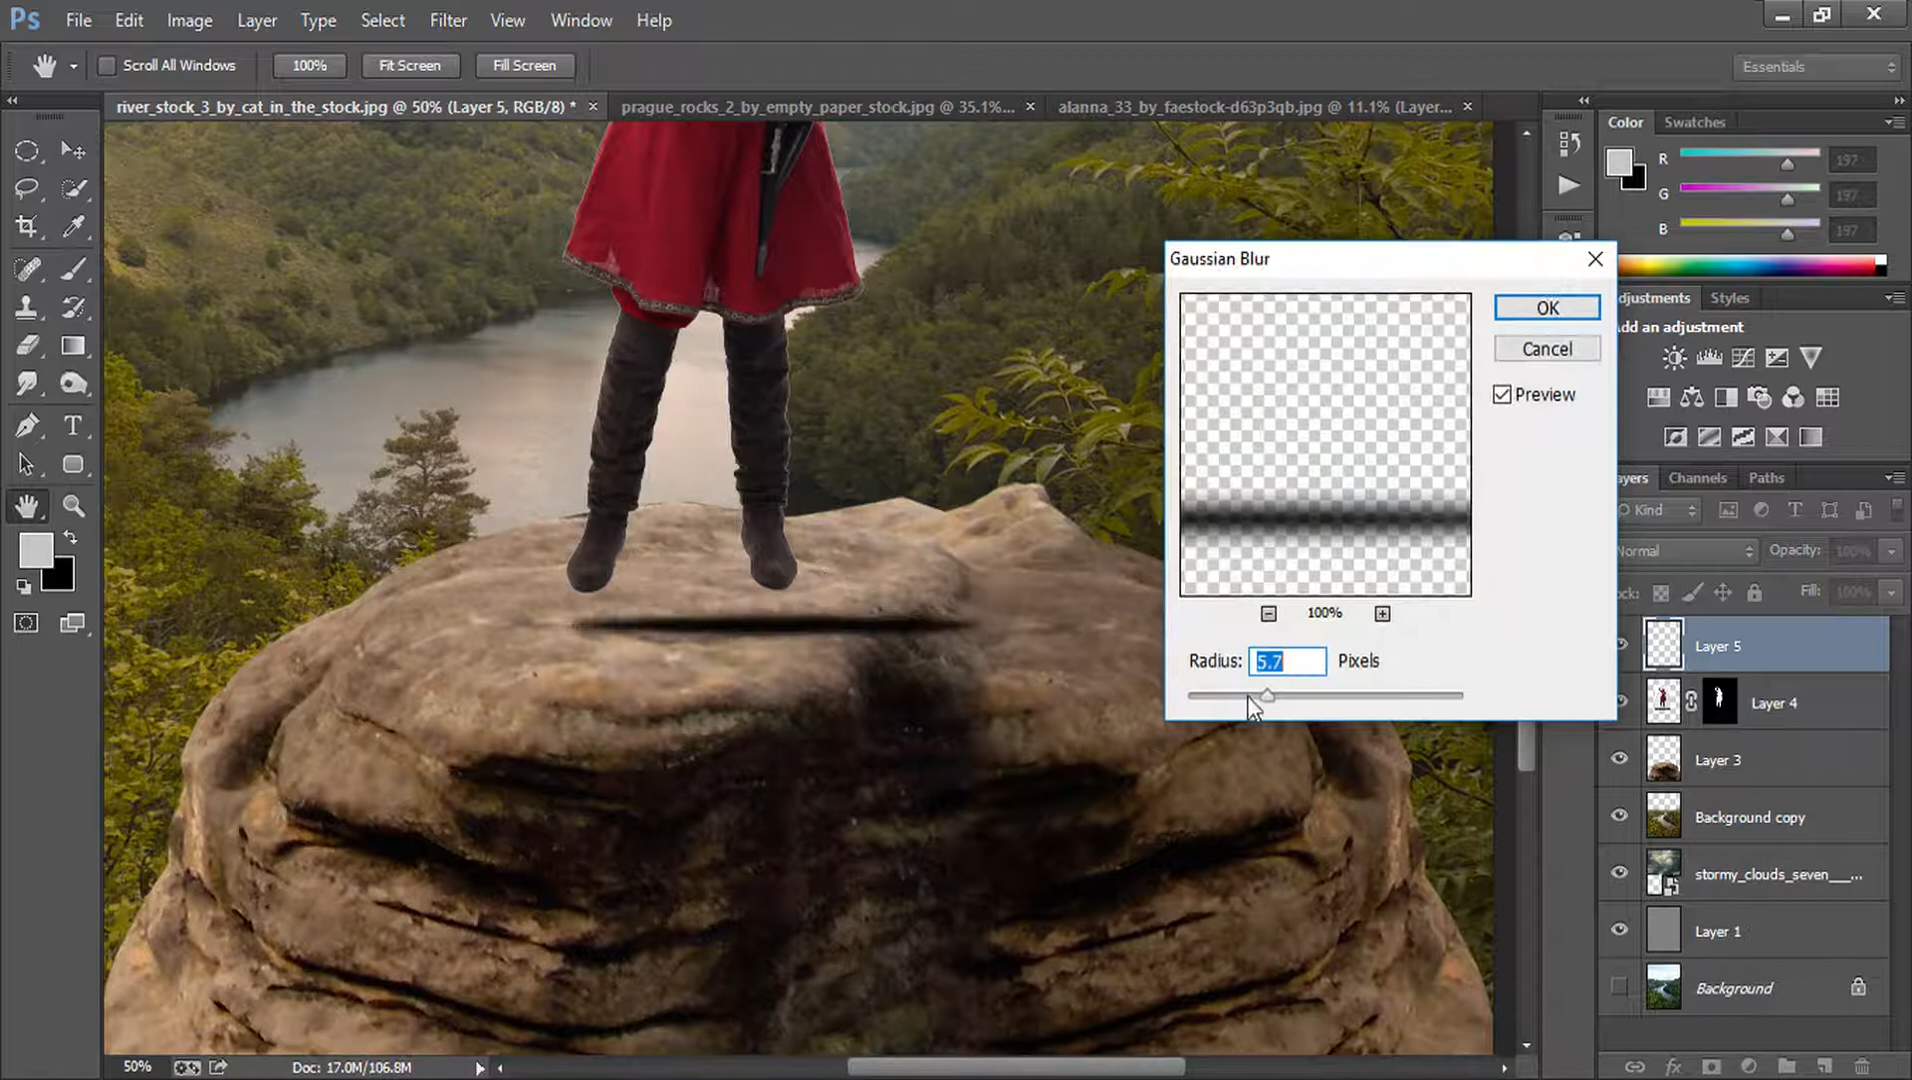 Ps File Edit Image Layer Type Select Filter View Window Help
Scroll All Windows 100% Fit Screen Fill Screen Essentials
river_stock_3_by_cat_in_the_stock.jpg @ 50% (Layer 5, RGB/8) * prague_rocks_2_by_empty_paper_stock.jpg @ 35.1%... alanna_33_by_faestock-d63p3qb.jpg @ 11.1% (Layer...
Color Swatches
R 197
G 197
B 197
Gaussian Blur
OK
Cancel
Preview
100%
Radius: 5.7 Pixels
djustments Styles
Add an adjustment
ayers Channels Paths
Kind
Normal Opacity: 100%
ock: Fill: 100%
Layer 5
Layer 4
Layer 3
Background copy
stormy_clouds_seven___...
Layer 1
Background
50% Doc: 17.0M/106.8M